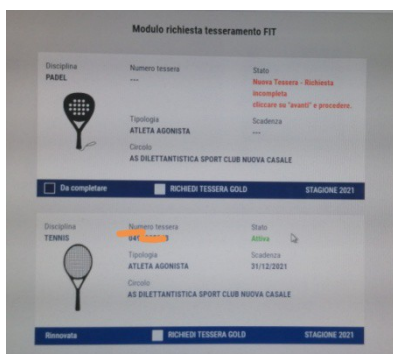 Modulo richiesta tesseramento FIT
Disciplina
PADEL
Numero tessera
----
Stato
Nuova Tessera - Richiesta
incompleta
cliccare su "avanti" e procedere.
Tipologia
ATLETA AGONISTA
Scadenza
----
Circolo
AS DILETTANTISTICA SPORT CLUB NUOVA CASALE
Da completare
RICHIEDI TESSERA GOLD
STAGIONE 2021
Disciplina
TENNIS
Numero tessera
Stato
Attiva
Tipologia
ATLETA AGONISTA
Scadenza
31/12/2021
Circolo
AS DILETTANTISTICA SPORT CLUB NUOVA CASALE
Rinnovata
RICHIEDI TESSERA GOLD
STAGIONE 2021